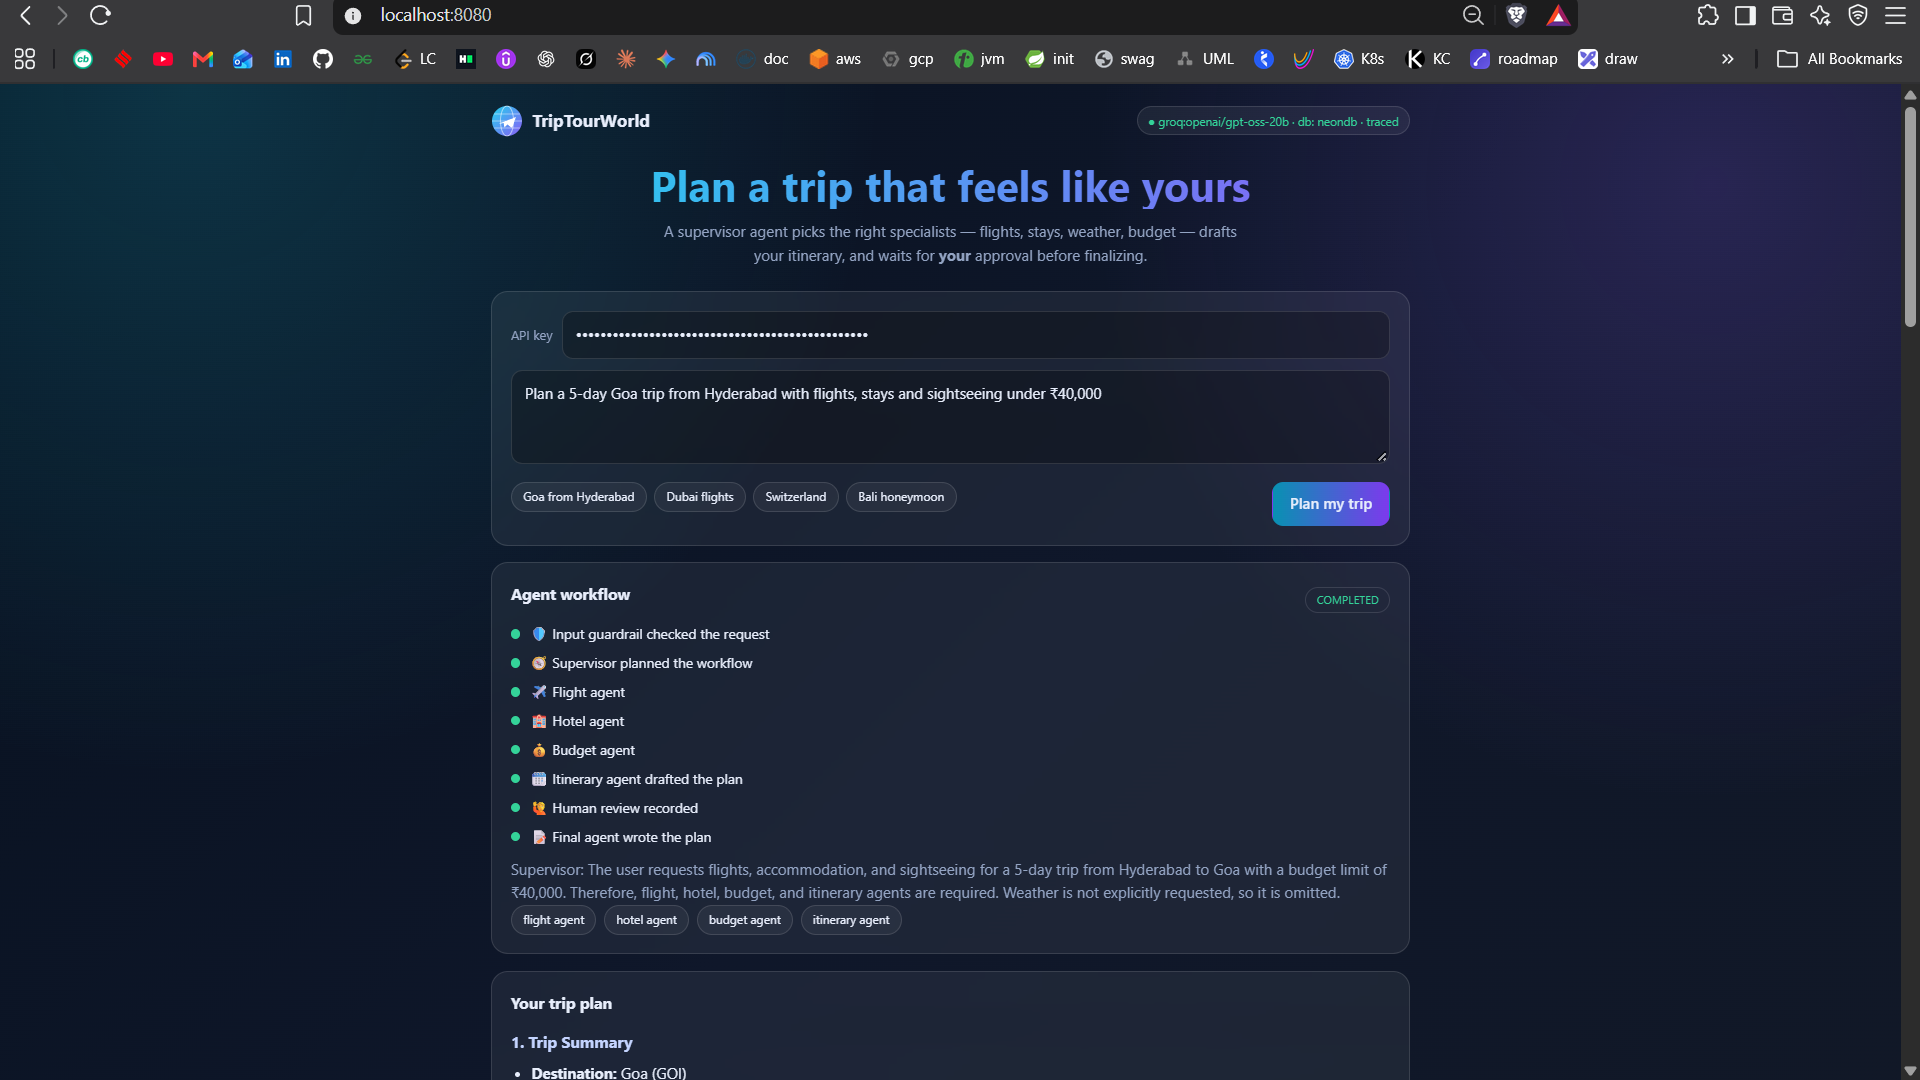 localhost:8080
LC
doc
aws
gcp
jvm
init
swag
UML
K8s
KC
roadmap
draw
All Bookmarks
TripTourWorld
groq:openai/gpt-oss-20b · db: neondb · traced
Plan a trip that feels like yours
A supervisor agent picks the right specialists — flights, stays, weather, budget — drafts
your itinerary, and waits for your approval before finalizing.
API key
Plan a 5-day Goa trip from Hyderabad with flights, stays and sightseeing under ₹40,000
Goa from Hyderabad
Dubai flights
Switzerland
Bali honeymoon
Plan my trip
Agent workflow
COMPLETED
Input guardrail checked the request
Supervisor planned the workflow
Flight agent
Hotel agent
Budget agent
Itinerary agent drafted the plan
Human review recorded
Final agent wrote the plan
Supervisor: The user requests flights, accommodation, and sightseeing for a 5-day trip from Hyderabad to Goa with a budget limit of
₹40,000. Therefore, flight, hotel, budget, and itinerary agents are required. Weather is not explicitly requested, so it is omitted.
flight agent
hotel agent
budget agent
itinerary agent
Your trip plan
1. Trip Summary
• Destination: Goa (GOI)